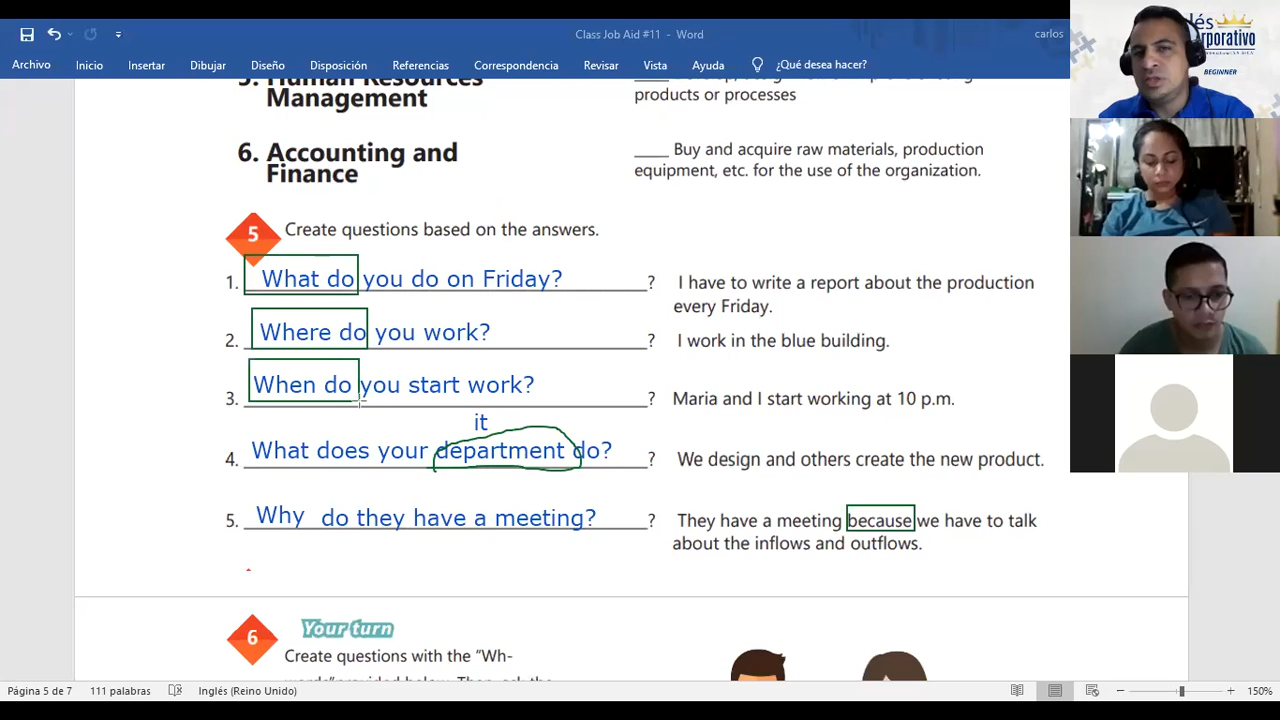 Class Job Aid #11 - Word
carlos
Archivo Inicio Insertar Dibujar Disposición Referencias Correspondencia Revisar Vista Ayuda ¿Qué desea hacer?
BEGINNER
Human Resources
Management
products or processes
6. Accounting and
Finance
____ Buy and acquire raw materials, production
equipment, etc. for the use of the organization.
5 Create questions based on the answers.
1. What do you do on Friday? ? I have to write a report about the production
every Friday.
2. Where do you work? ? I work in the blue building.
3. When do you start work? ? Maria and I start working at 10 p.m.
it
4. What does your department do? ? We design and others create the new product.
5. Why do they have a meeting? ? They have a meeting because we have to talk
about the inflows and outflows.
6 Your turn
Create questions with the “Wh-
Página 5 de 7 111 palabras Inglés (Reino Unido) 150%